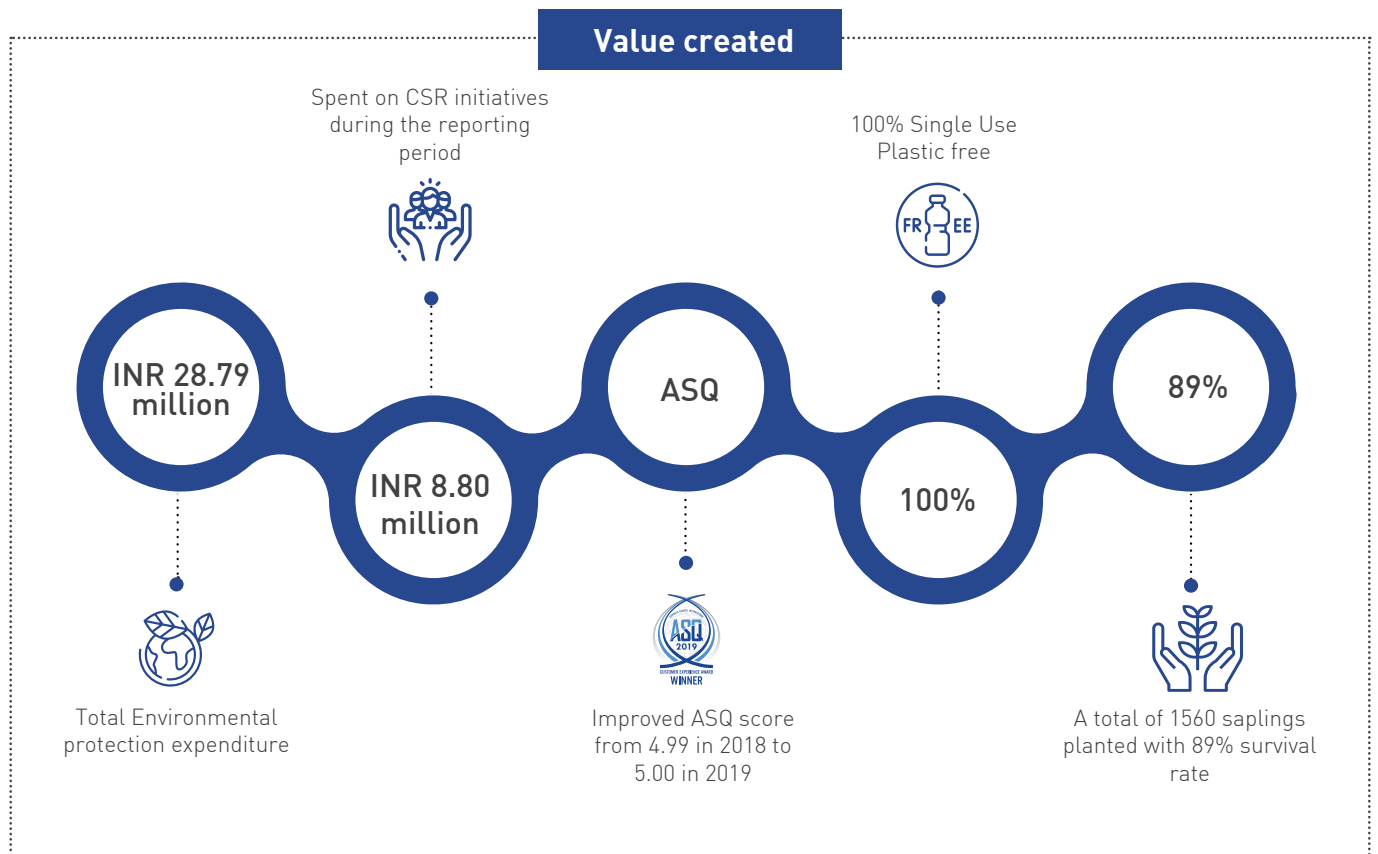 Value created
Spent on CSR initiatives
during the reporting
period
100% Single Use
Plastic free
FR EE
INR 28.79
million
INR 8.80
million
ASQ
100%
89%
ASQ
2019
CUSTOMER EXPERIENCE AWARD
WINNER
Total Environmental
protection expenditure
Improved ASQ score
from 4.99 in 2018 to
5.00 in 2019
A total of 1560 saplings
planted with 89% survival
rate